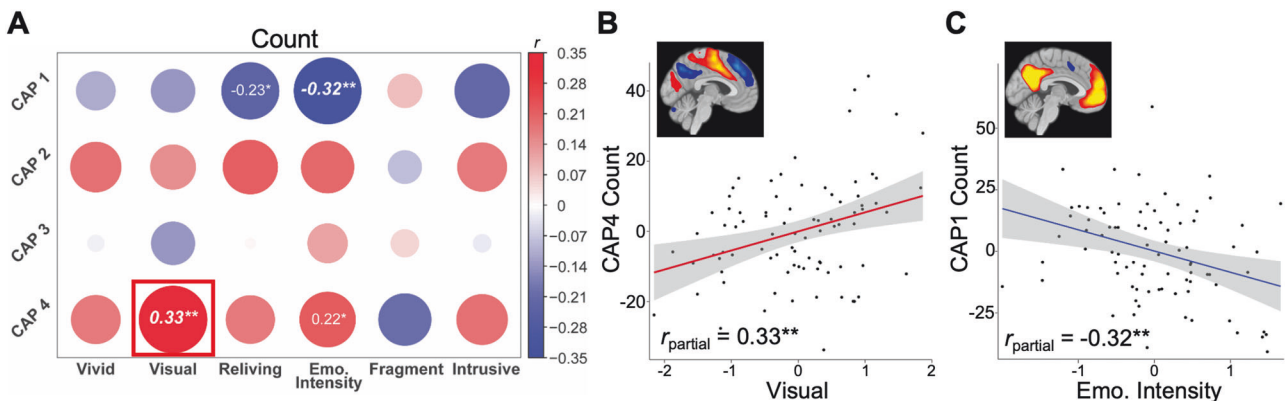 A
Count
r
0.35
0.28
0.21
0.14
0.07
0
−0.07
−0.14
−0.21
−0.28
−0.35
CAP 1
-0.23*
-0.32**
CAP 2
CAP 3
CAP 4
0.33**
0.22*
Vivid
Visual
Reliving
Emo.
Intensity
Fragment
Intrusive
B
CAP4 Count
40
20
0
-20
rpartial = 0.33**
-2
-1
0
1
2
Visual
C
CAP1 Count
50
25
0
-25
rpartial = -0.32**
-1
0
1
Emo. Intensity